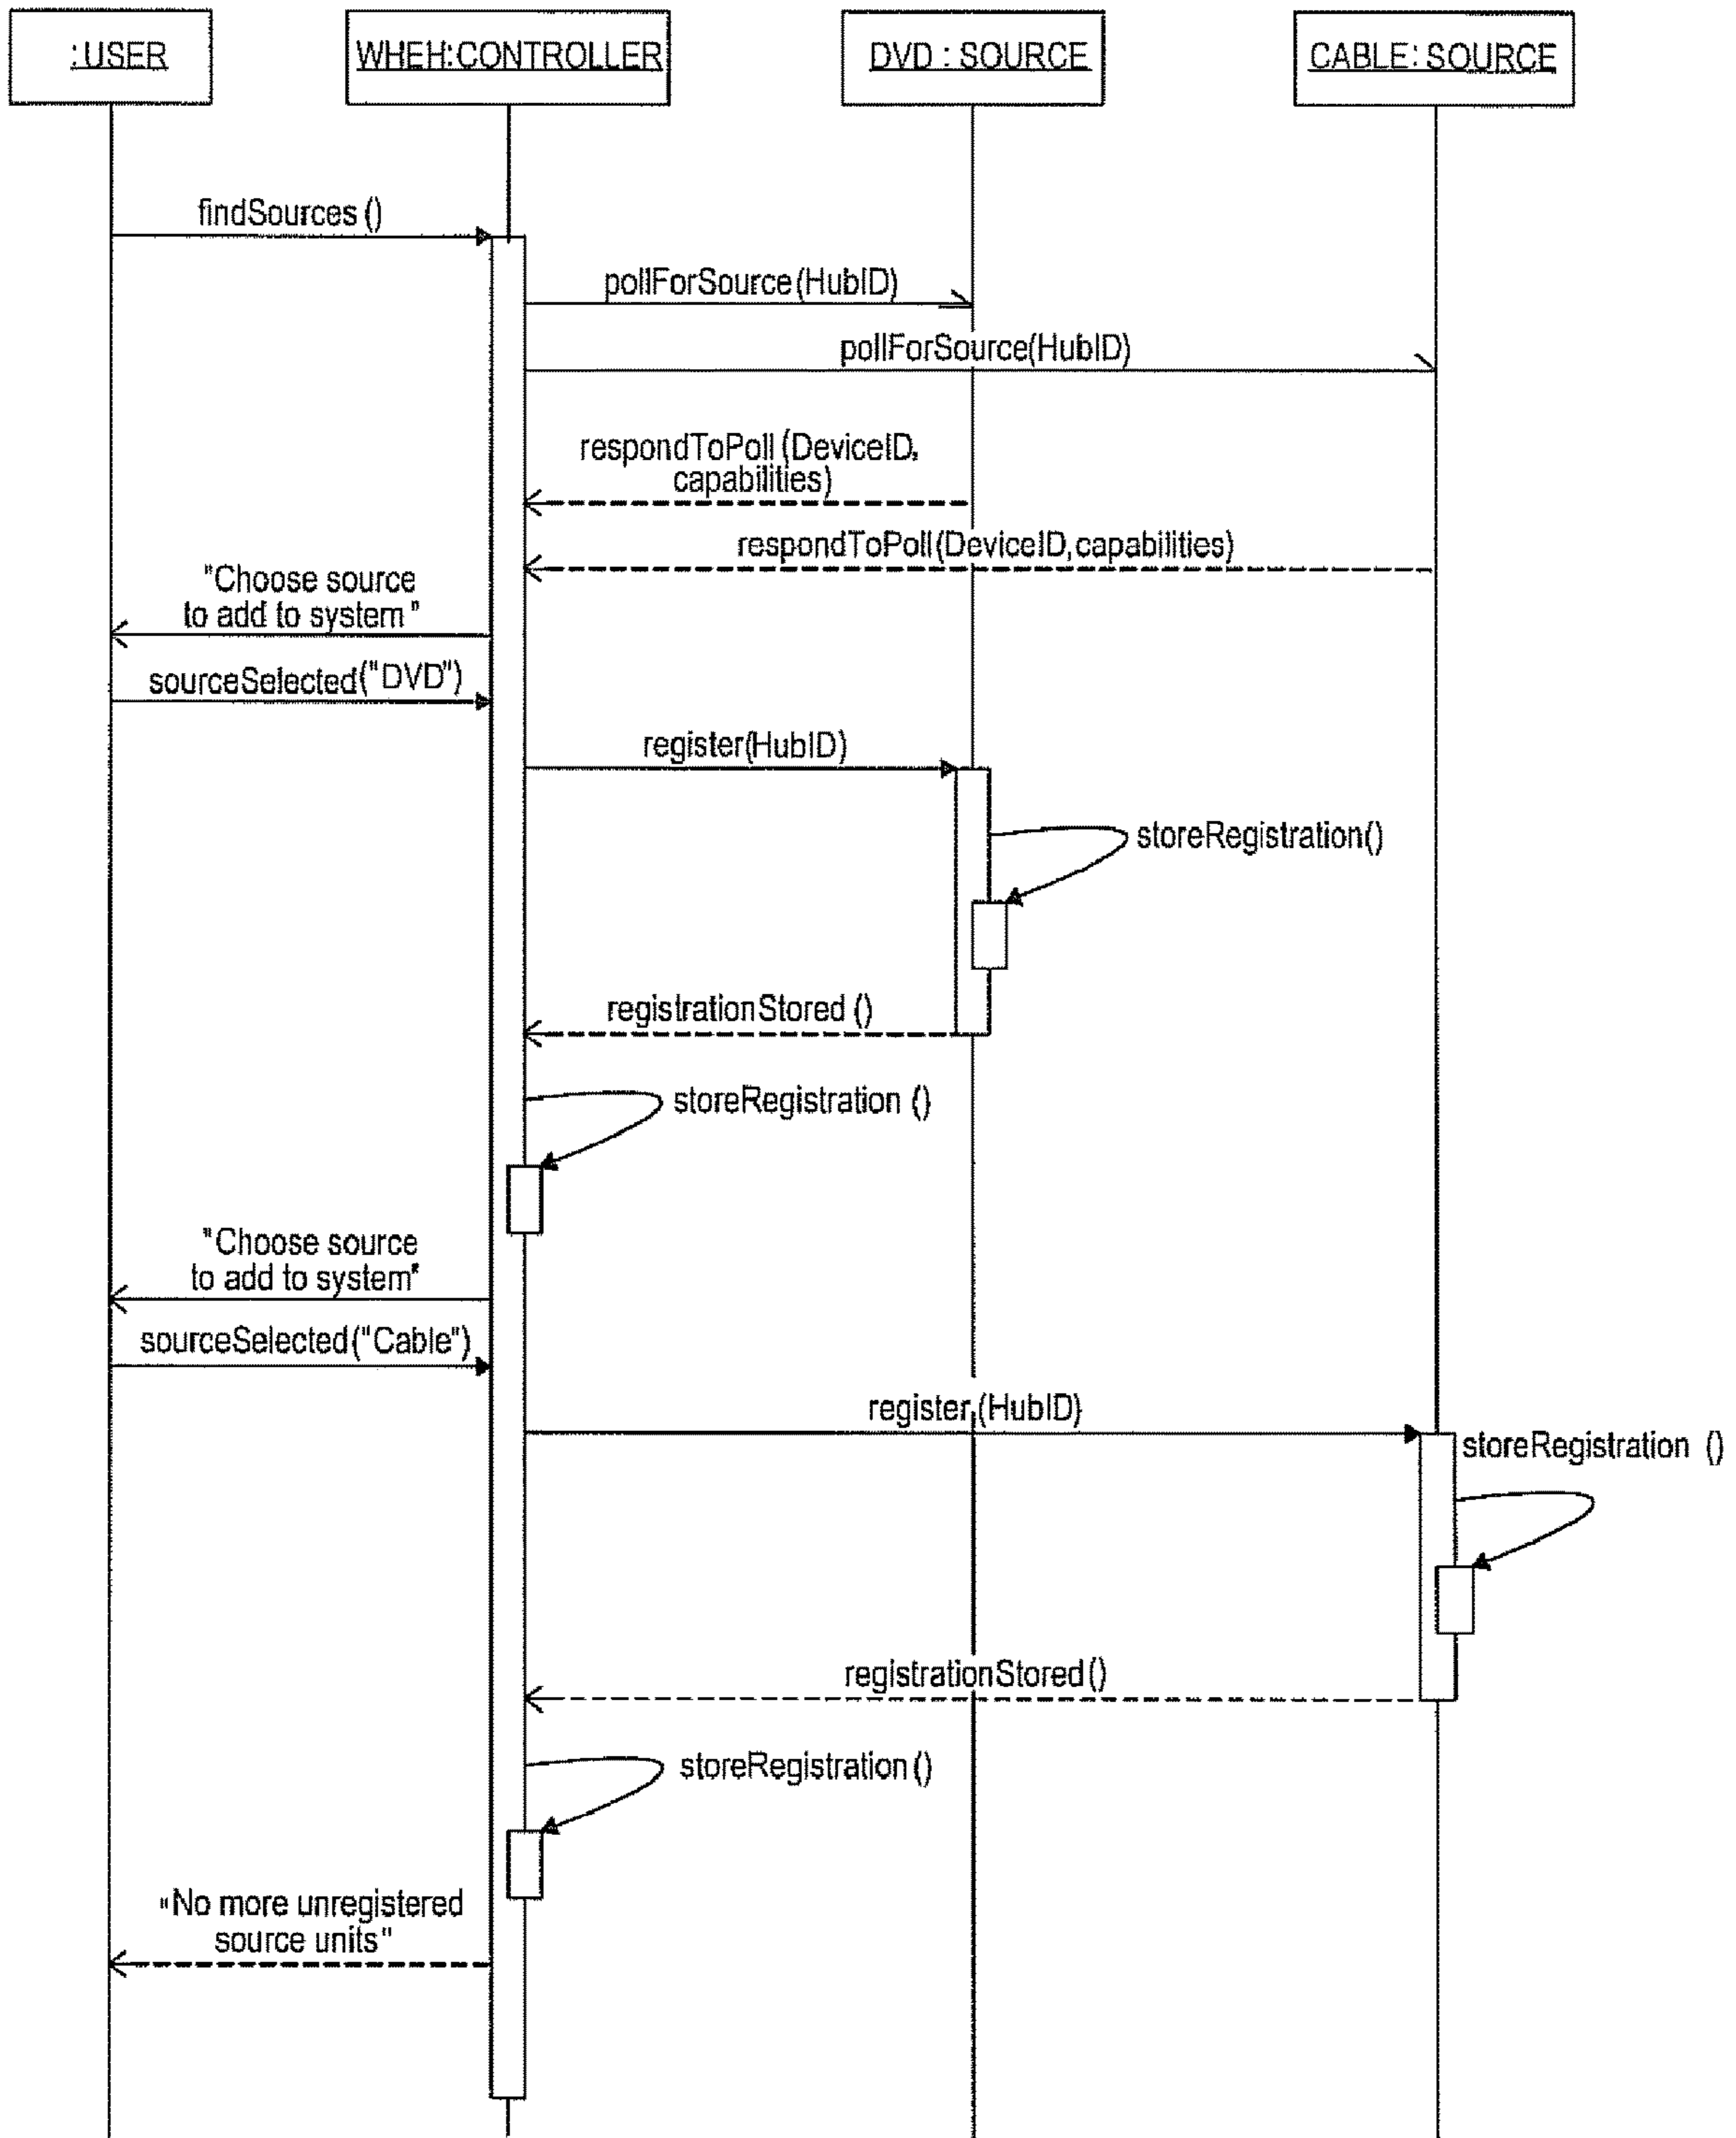 :USER
WHEH:CONTROLLER
DVD : SOURCE
CABLE: SOURCE
findSources ()
pollForSource (HubID)
pollForSource(HubID)
respondToPoll (DeviceID,
capabilities)
respondToPoll (DeviceID, capabilities)
"Choose source
to add to system"
sourceSelected ("DVD")
register(HubID)
storeRegistration()
registrationStored ()
storeRegistration ()
"Choose source
to add to system"
sourceSelected ("Cable")
register (HubID)
storeRegistration ()
registrationStored ()
storeRegistration ()
"No more unregistered
source units"